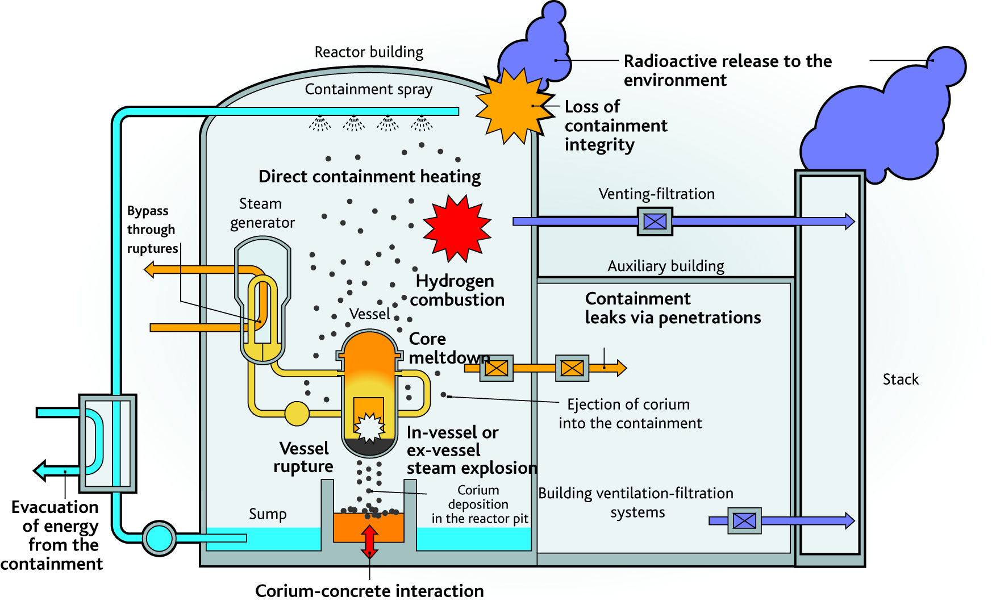 Reactor building
Containment spray
Radioactive release to the
environment
Loss of
containment
integrity
Direct containment heating
Venting-filtration
Steam
generator
Bypass
through
ruptures
Auxiliary building
Hydrogen
combustion
Containment
leaks via penetrations
Vessel
Core
meltdown
Stack
Ejection of corium
into the containment
In-vessel or
ex-vessel
steam explosion
Vessel
rupture
Corium
deposition
in the reactor pit
Building ventilation-filtration
systems
Sump
Evacuation
of energy
from the
containment
Corium-concrete interaction